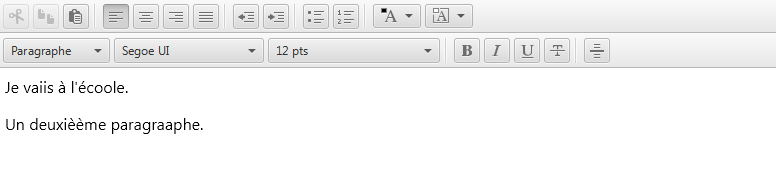 Paragraphe Segoe UI 12 pts B I U T
Je vaiis à l'écoole.
Un deuxièème paragraaphe.